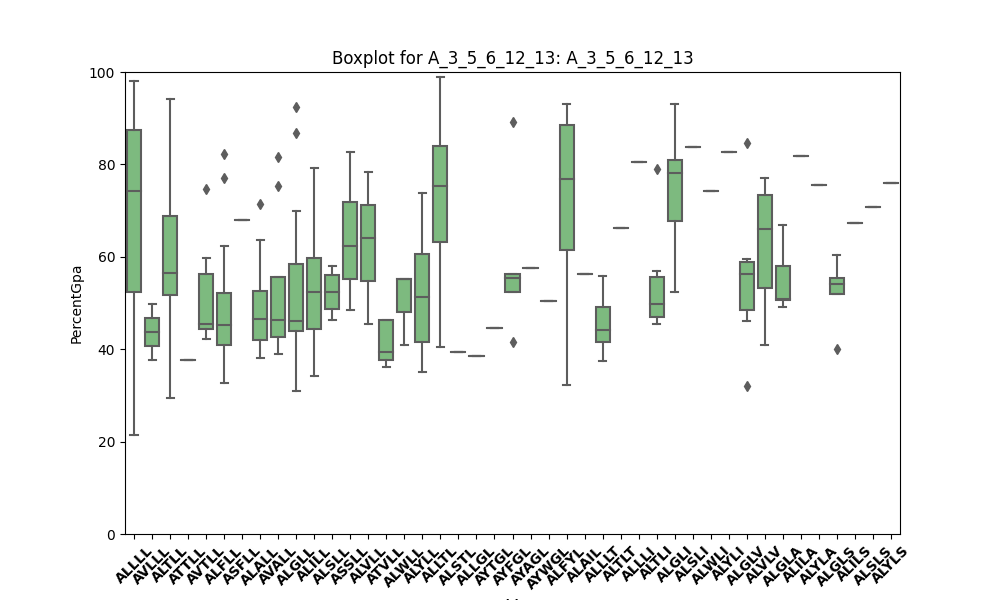 Boxplot for A_3_5_6_12_13: A_3_5_6_12_13
PercentGpa
100
80
60
40
20
0
ALLLL
AVLLL
ALTLL
ATTLL
AVTLL
ALFLL
ASFLL
ALALL
AVALL
ALGLL
ALILL
ALSLL
ASSLL
ALVLL
ATVLL
ALWLL
ALYLL
ALLTL
ALSTL
ALLGL
AYTGL
AYFGL
AYAGL
AYWGL
ALFYL
ALAIL
ALLLT
ALTLT
ALLLI
ALTLI
ALGLI
ALSLI
ALWLI
ALYLI
ALGLV
ALVLV
ALGLA
ALILA
ALYLA
ALGLS
ALILS
ALSLS
ALYLS